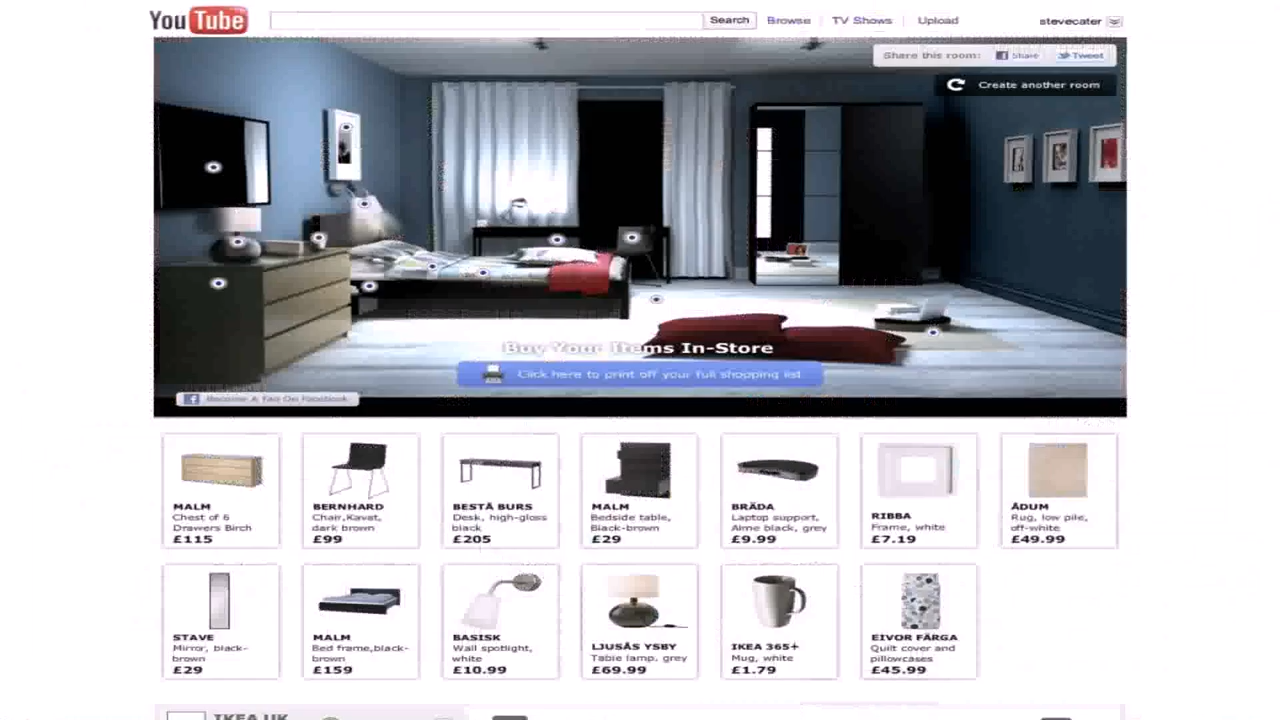 YouTube
Search Browse TV Shows Upload stevecater
Share this room: Share Tweet
Create another room
Buy Your Items In-Store
Click here to print off your full shopping list
Become A Fan On Facebook
MALM
Chest of 6
Drawers Birch
£115
BERNHARD
Chair,Kavat,
dark brown
£99
BESTÅ BURS
Desk, high-gloss
black
£205
MALM
Bedside table,
Black-brown
£29
BRÄDA
Laptop support,
Alme black, grey
£9.99
RIBBA
Frame, white
£7.19
ÅDUM
Rug, low pile,
off-white
£49.99
STAVE
Mirror, black-
brown
£29
MALM
Bed frame,black-
brown
£159
BASISK
Wall spotlight,
white
£10.99
LJUSÅS YSBY
Table lamp, grey
£69.99
IKEA 365+
Mug, white
£1.79
EIVOR FÄRGA
Quilt cover and
pillowcases
£45.99
IKEA UK